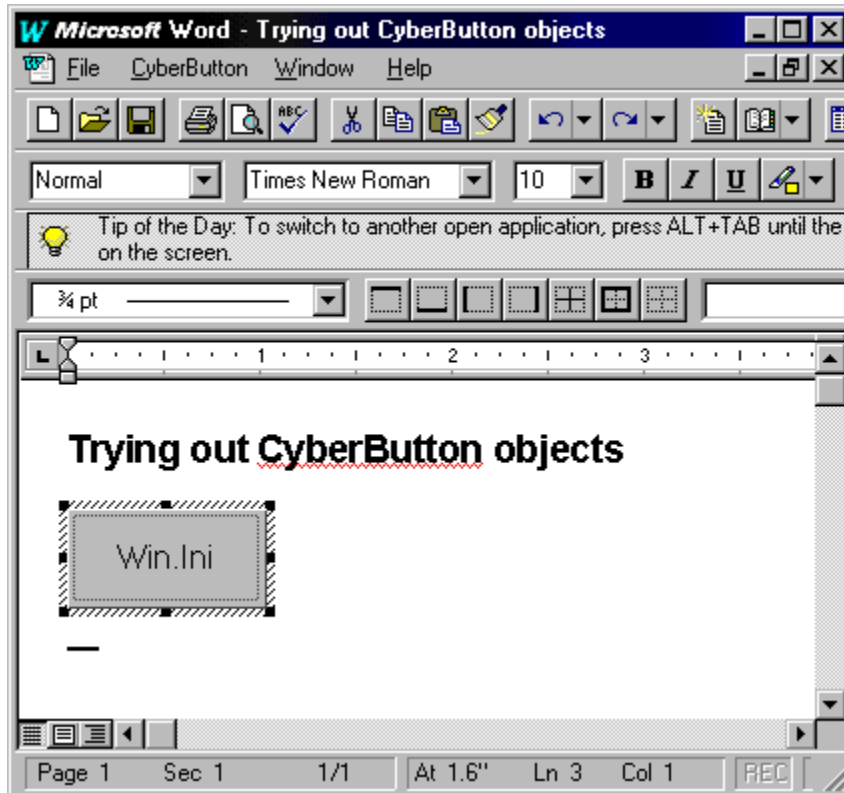 Microsoft Word - Trying out CyberButton objects
File CyberButton Window Help
ABC
Normal Times New Roman 10 B I U
Tip of the Day: To switch to another open application, press ALT+TAB until the
on the screen.
¾ pt
1 2 3
Trying out CyberButton objects
Win.Ini
Page 1 Sec 1 1/1 At 1.6" Ln 3 Col 1 REC